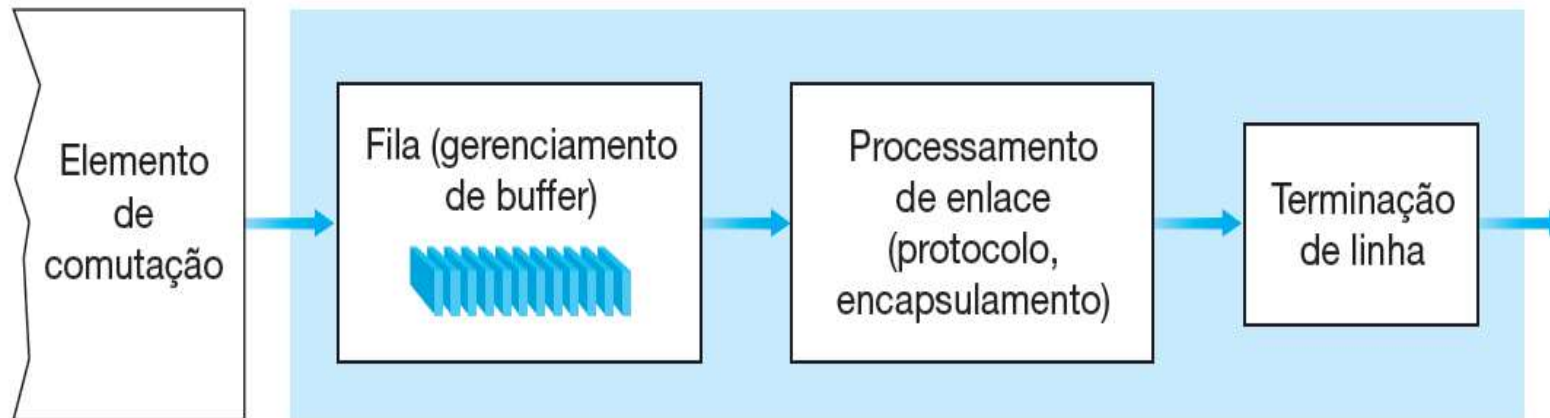 Elemento
de
comutação
Fila (gerenciamento
de buffer)
Processamento
de enlace
(protocolo,
encapsulamento)
Terminação
de linha